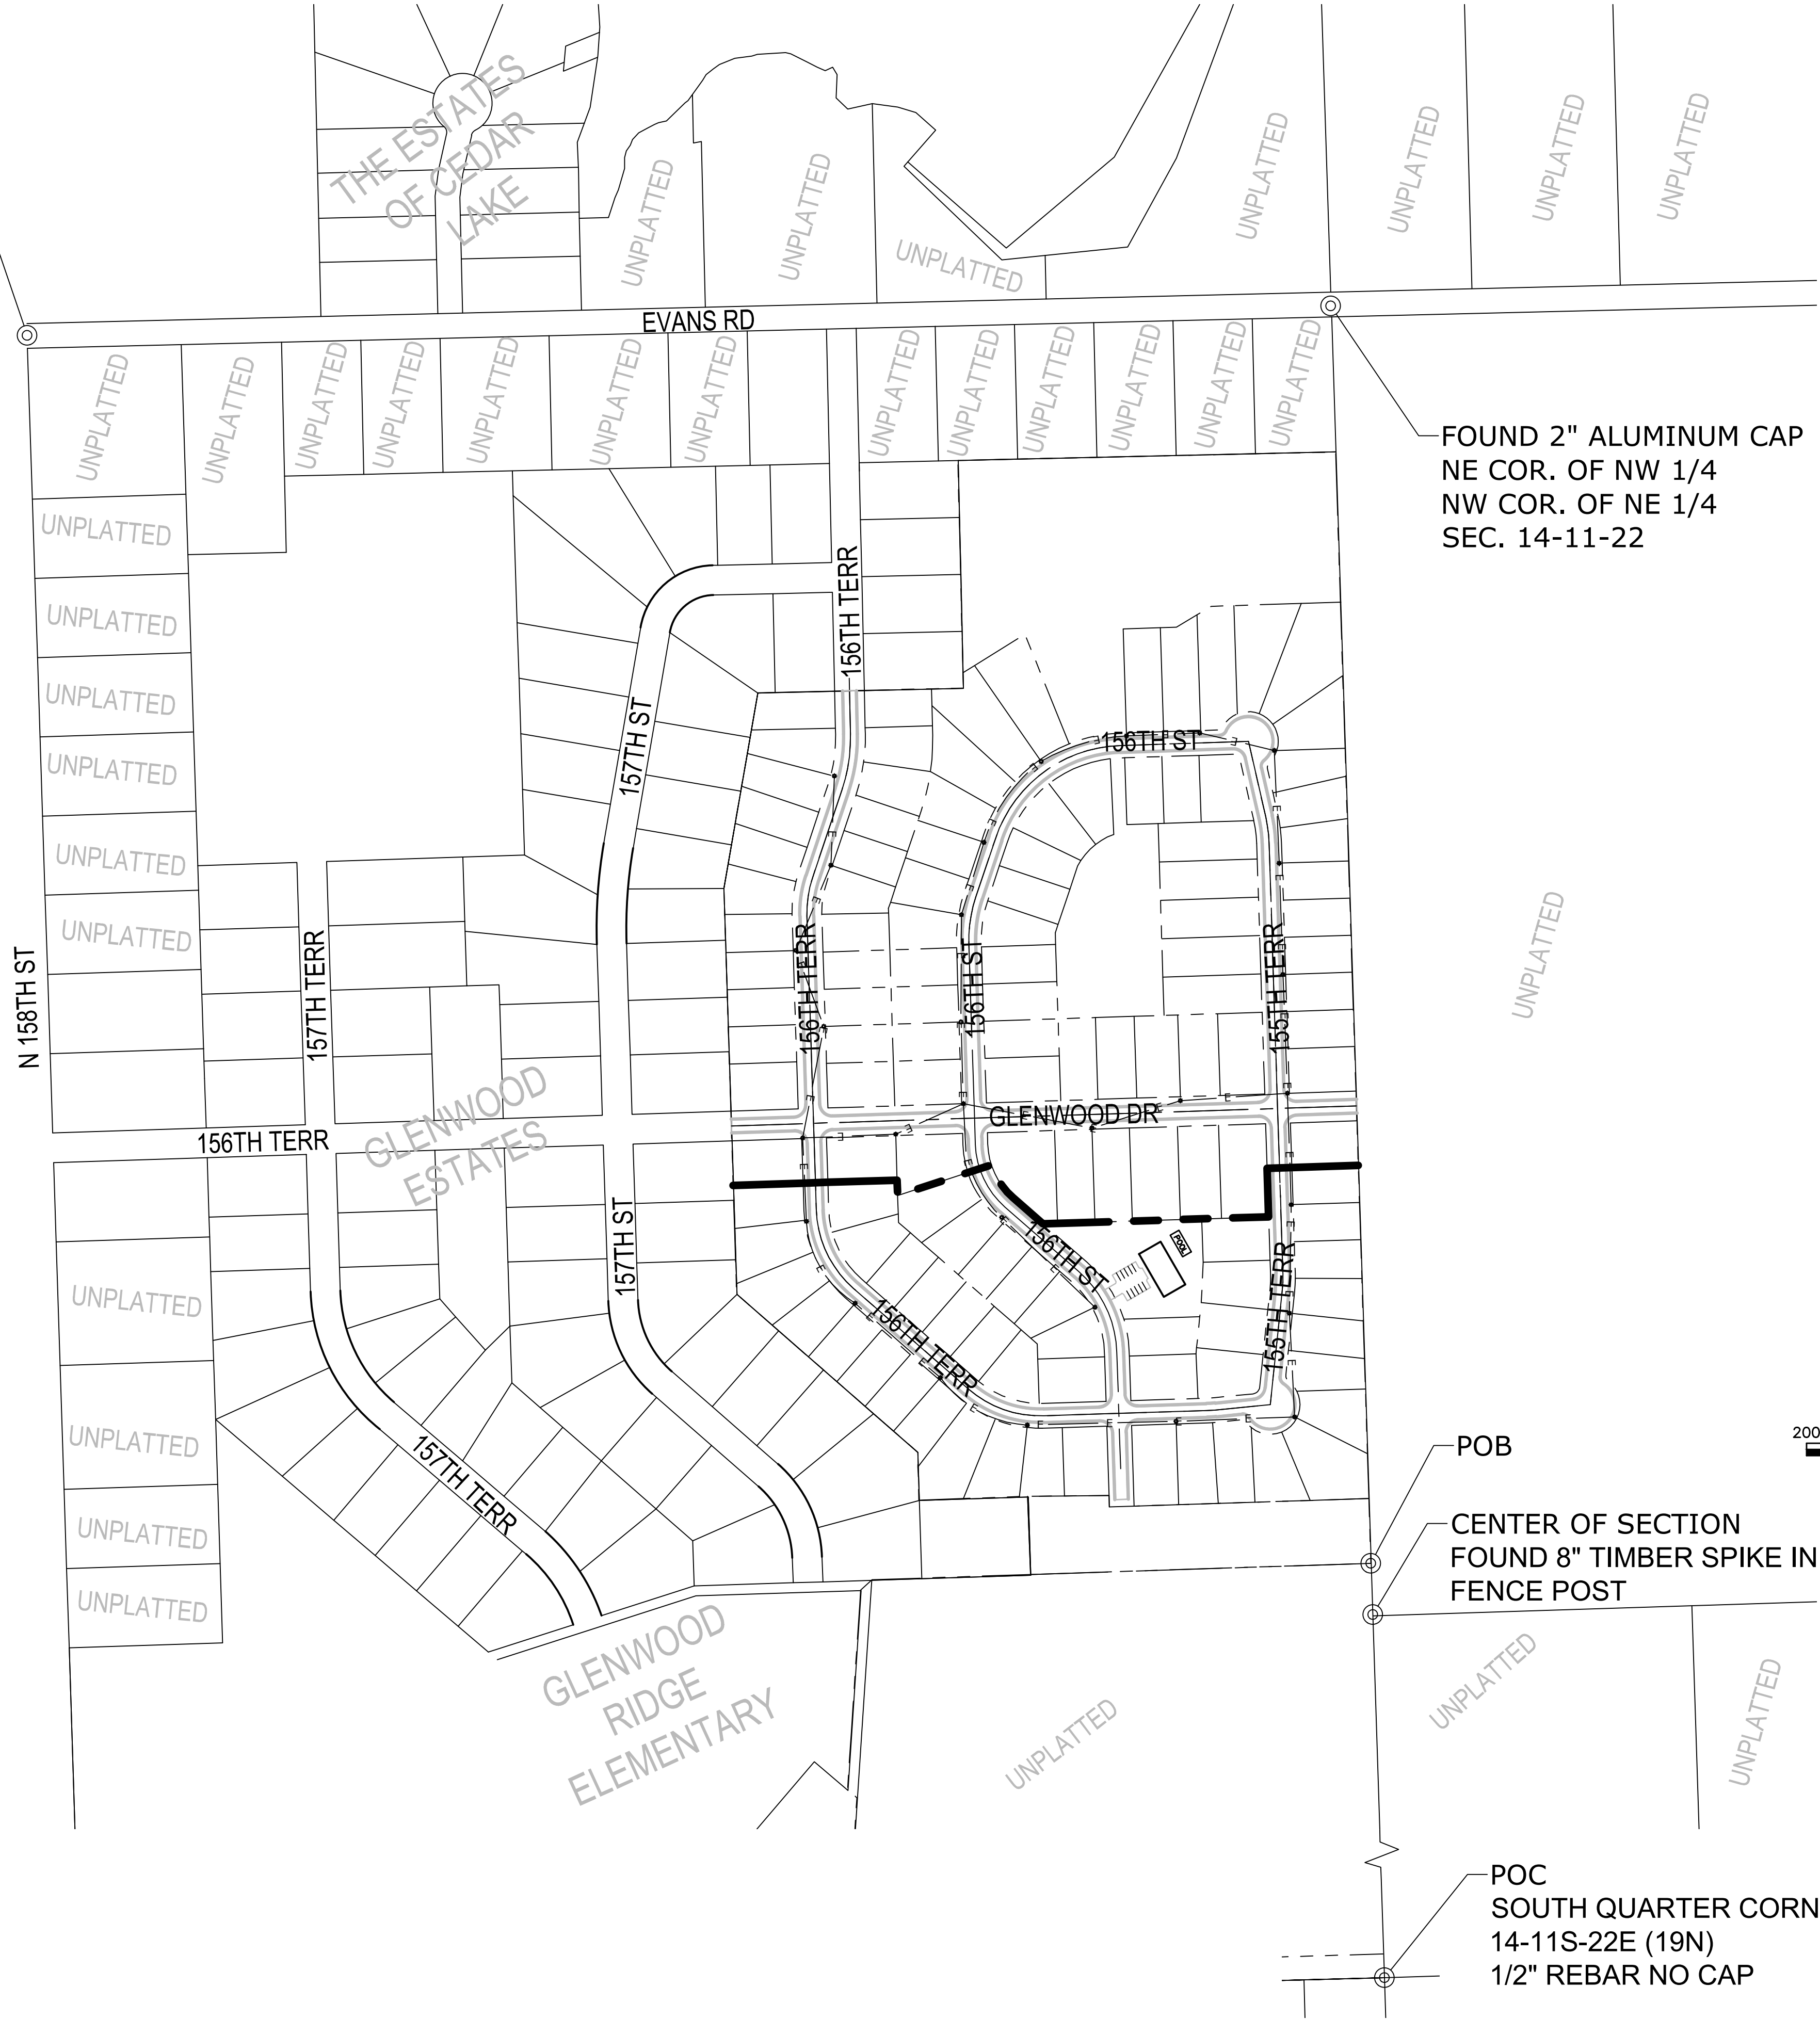 THE ESTATES
OF CEDAR
LAKE
UNPLATTED
UNPLATTED
UNPLATTED
UNPLATTED
UNPLATTED
UNPLATTED
UNPLATTED
EVANS RD
UNPLATTED
UNPLATTED
UNPLATTED
UNPLATTED
UNPLATTED
UNPLATTED
UNPLATTED
UNPLATTED
UNPLATTED
UNPLATTED
UNPLATTED
UNPLATTED
UNPLATTED
FOUND 2" ALUMINUM CAP
NE COR. OF NW 1/4
NW COR. OF NE 1/4
SEC. 14-11-22
UNPLATTED
UNPLATTED
UNPLATTED
UNPLATTED
UNPLATTED
UNPLATTED
156TH TERR
157TH ST
156TH ST
N 158TH ST
157TH TERR
156TH TERR
156TH ST
155TH TERR
UNPLATTED
GLENWOOD DR
156TH TERR
GLENWOOD
ESTATES
157TH ST
156TH ST
POOL
155TH TERR
156TH TERR
UNPLATTED
UNPLATTED
UNPLATTED
UNPLATTED
157TH TERR
POB
200
CENTER OF SECTION
FOUND 8" TIMBER SPIKE IN
FENCE POST
GLENWOOD
RIDGE
ELEMENTARY
UNPLATTED
UNPLATTED
UNPLATTED
POC
SOUTH QUARTER CORN
14-11S-22E (19N)
1/2" REBAR NO CAP